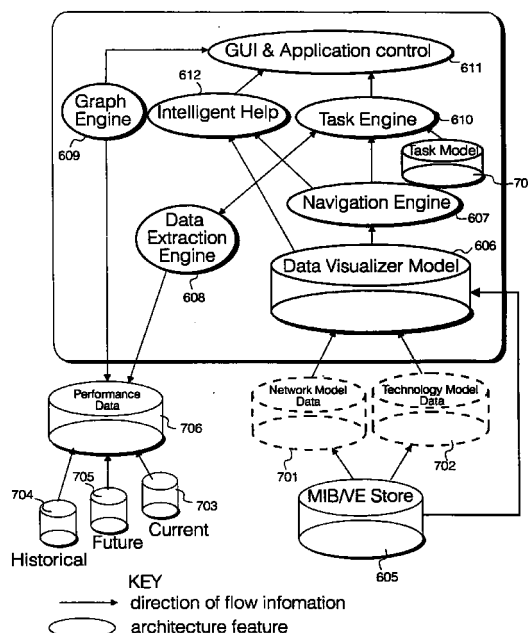 GUI & Application control
611
612
Graph
Engine
609
Intelligent Help
Task Engine
610
Task Model
70
Navigation Engine
607
Data
Extraction
Engine
608
606
Data Visualizer Model
Performance
Data
706
Network Model
Data
701
Technology Model
Data
702
704
705
703
Historical
Future
Current
MIB/VE Store
605
KEY
direction of flow infomation
architecture feature